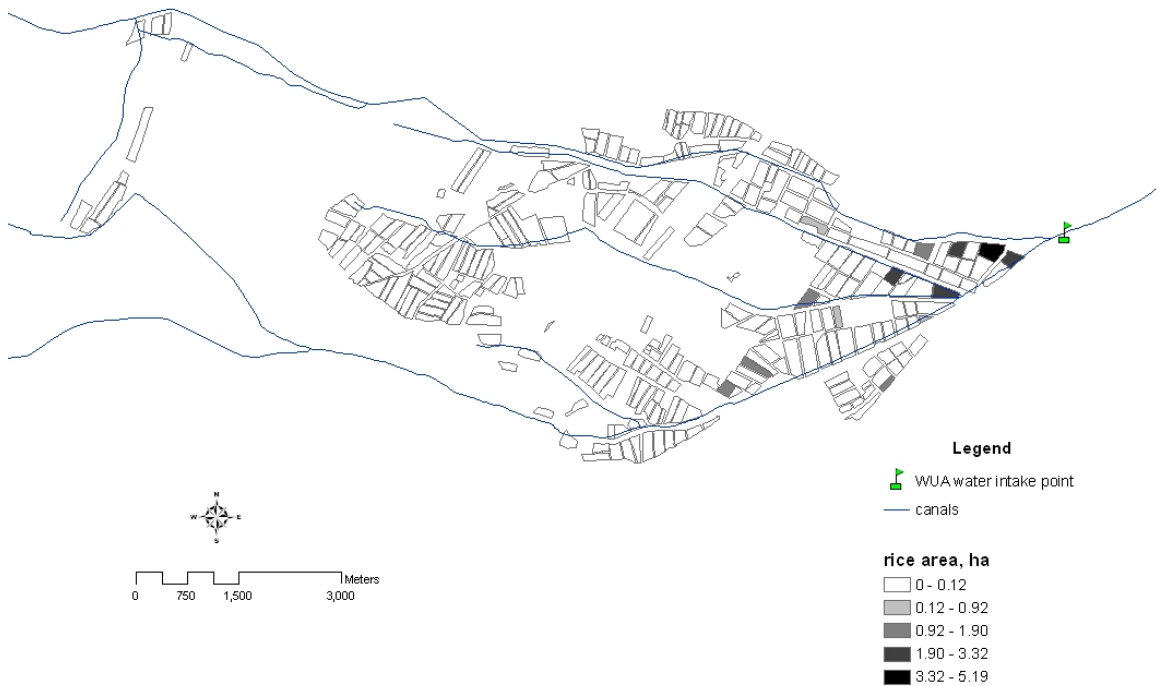 N
W E
S
Meters
0 750 1,500 3,000
Legend
WUA water intake point
canals
rice area, ha
0 - 0.12
0.12 - 0.92
0.92 - 1.90
1.90 - 3.32
3.32 - 5.19